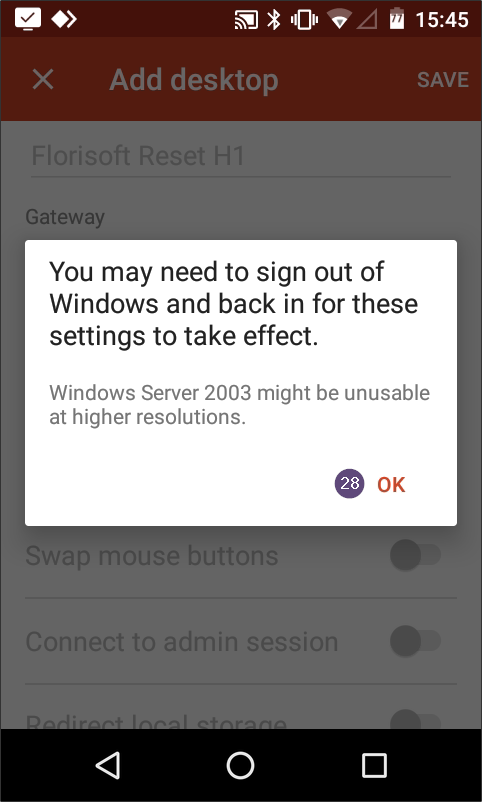 77
15:45
Add desktop
SAVE
Florisoft Reset H1
Gateway
You may need to sign out of
Windows and back in for these
settings to take effect.
Windows Server 2003 might be unusable
at higher resolutions.
28 OK
Swap mouse buttons
Connect to admin session
Redirect local storage